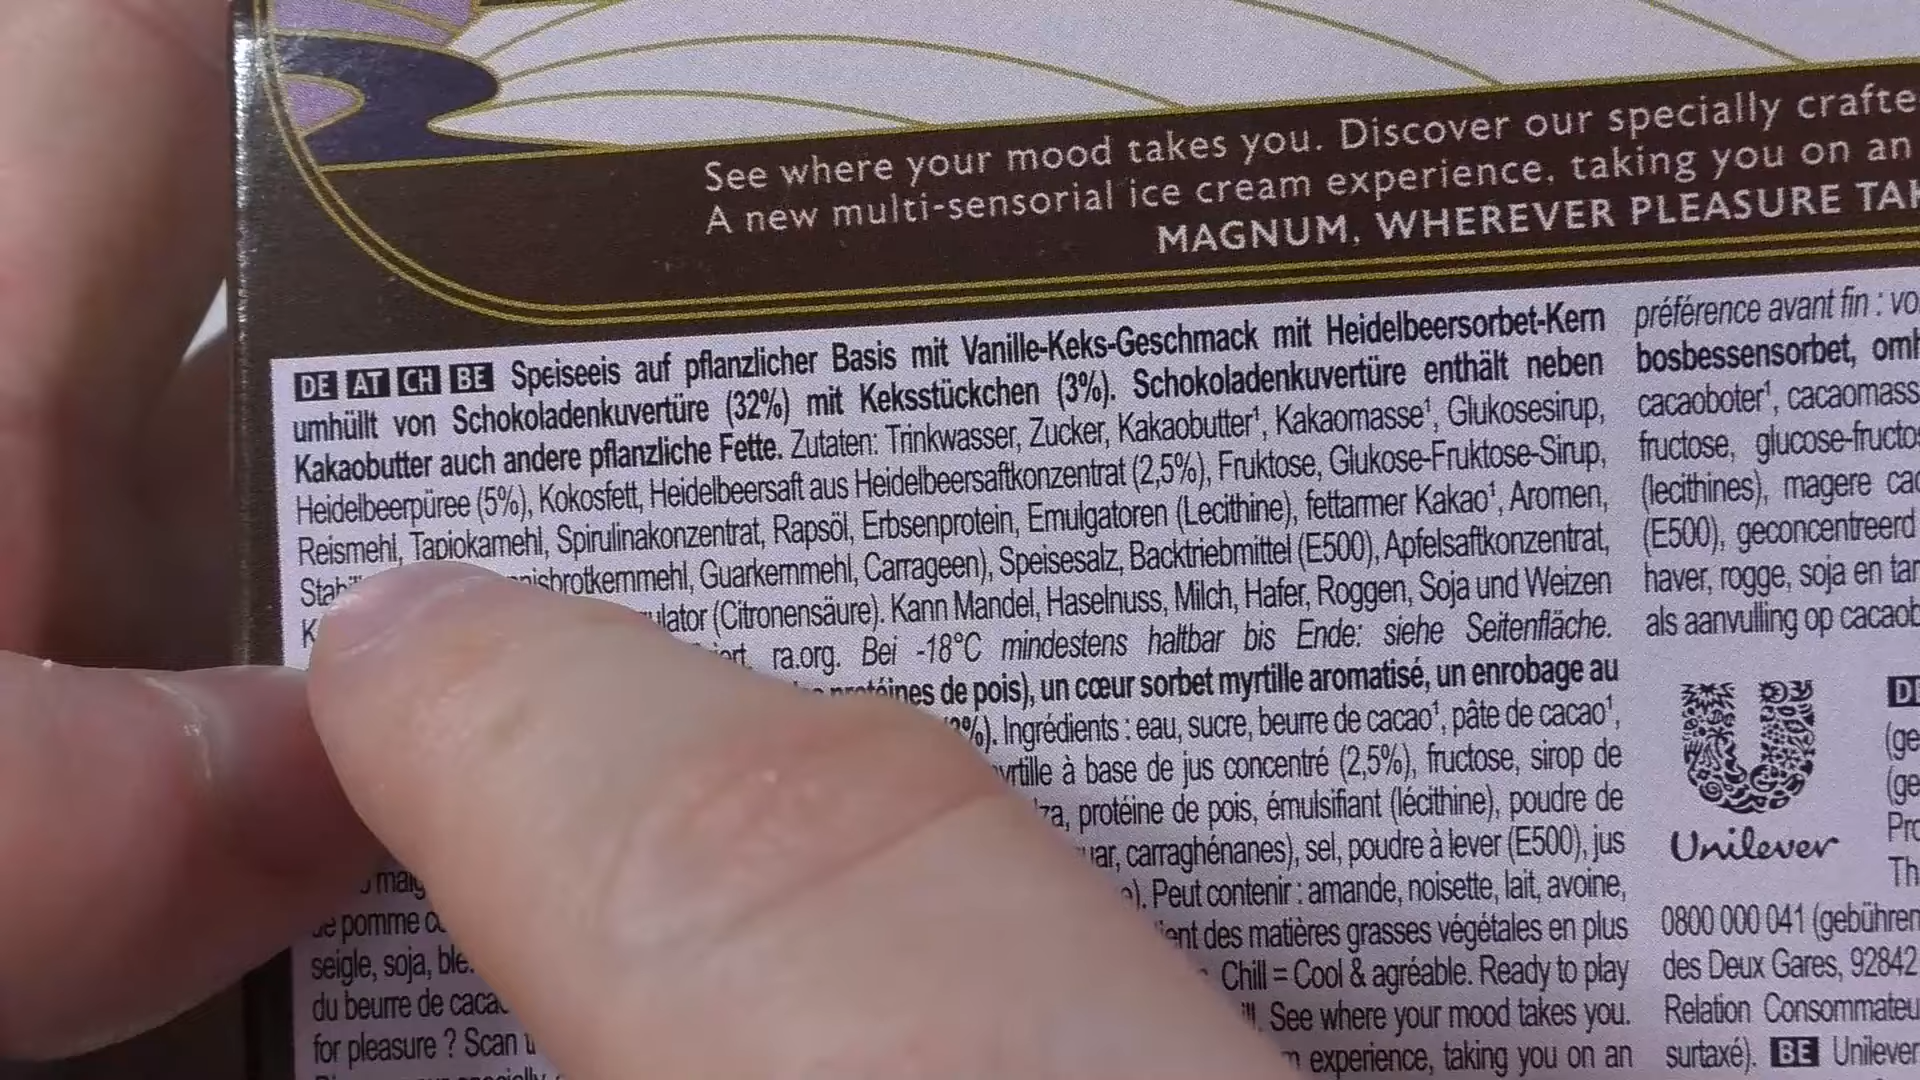 See where your mood takes you. Discover our specially crafte
A new multi-sensorial ice cream experience, taking you on an
MAGNUM, WHEREVER PLEASURE TAK
DE AT CH BE Speiseeis auf pflanzlicher Basis mit Vanille-Keks-Geschmack mit Heidelbeersorbet-Kern
umhüllt von Schokoladenkuvertüre (32%) mit Keksstückchen (3%). Schokoladenkuvertüre enthält neben
Kakaobutter auch andere pflanzliche Fette. Zutaten: Trinkwasser, Zucker, Kakaobutter¹, Kakaomasse¹, Glukosesirup,
Heidelbeerpüree (5%), Kokosfett, Heidelbeersaft aus Heidelbeersaftkonzentrat (2,5%), Fruktose, Glukose-Fruktose-Sirup,
Reismehl, Tapiokamehl, Spirulinakonzentrat, Rapsöl, Erbsenprotein, Emulgatoren (Lecithine), fettarmer Kakao¹, Aromen,
nisbrotkernmehl, Guarkernmehl, Carrageen), Speisesalz, Backtriebmittel (E500), Apfelsaftkonzentrat,
ulator (Citronensäure). Kann Mandel, Haselnuss, Milch, Hafer, Roggen, Soja und Weizen
ra.org. Bei -18°C mindestens haltbar bis Ende: siehe Seitenfläche.
protéines de pois), un cœur sorbet myrtille aromatisé, un enrobage au
%). Ingrédients : eau, sucre, beurre de cacao¹, pâte de cacao¹,
yrtille à base de jus concentré (2,5%), fructose, sirop de
za, protéine de pois, émulsifiant (lécithine), poudre de
uar, carraghénanes), sel, poudre à lever (E500), jus
maig ). Peut contenir : amande, noisette, lait, avoine,
de pomme co ient des matières grasses végétales en plus
seigle, soja, blé. Chill = Cool & agréable. Ready to play
du beurre de cacao See where your mood takes you.
for pleasure ? Scan experience, taking you on an
préférence avant fin : vo
bosbessensorbet, omh
cacaoboter¹, cacaomass
fructose, glucose-fructos
(lecithines), magere cac
(E500), geconcentreerd
haver, rogge, soja en tar
als aanvulling op cacaob
Unilever
(ge
(ge
Pro
Th
0800 000 041 (gebühren
des Deux Gares, 92842
Relation Consommateu
surtaxé). BE Unilever